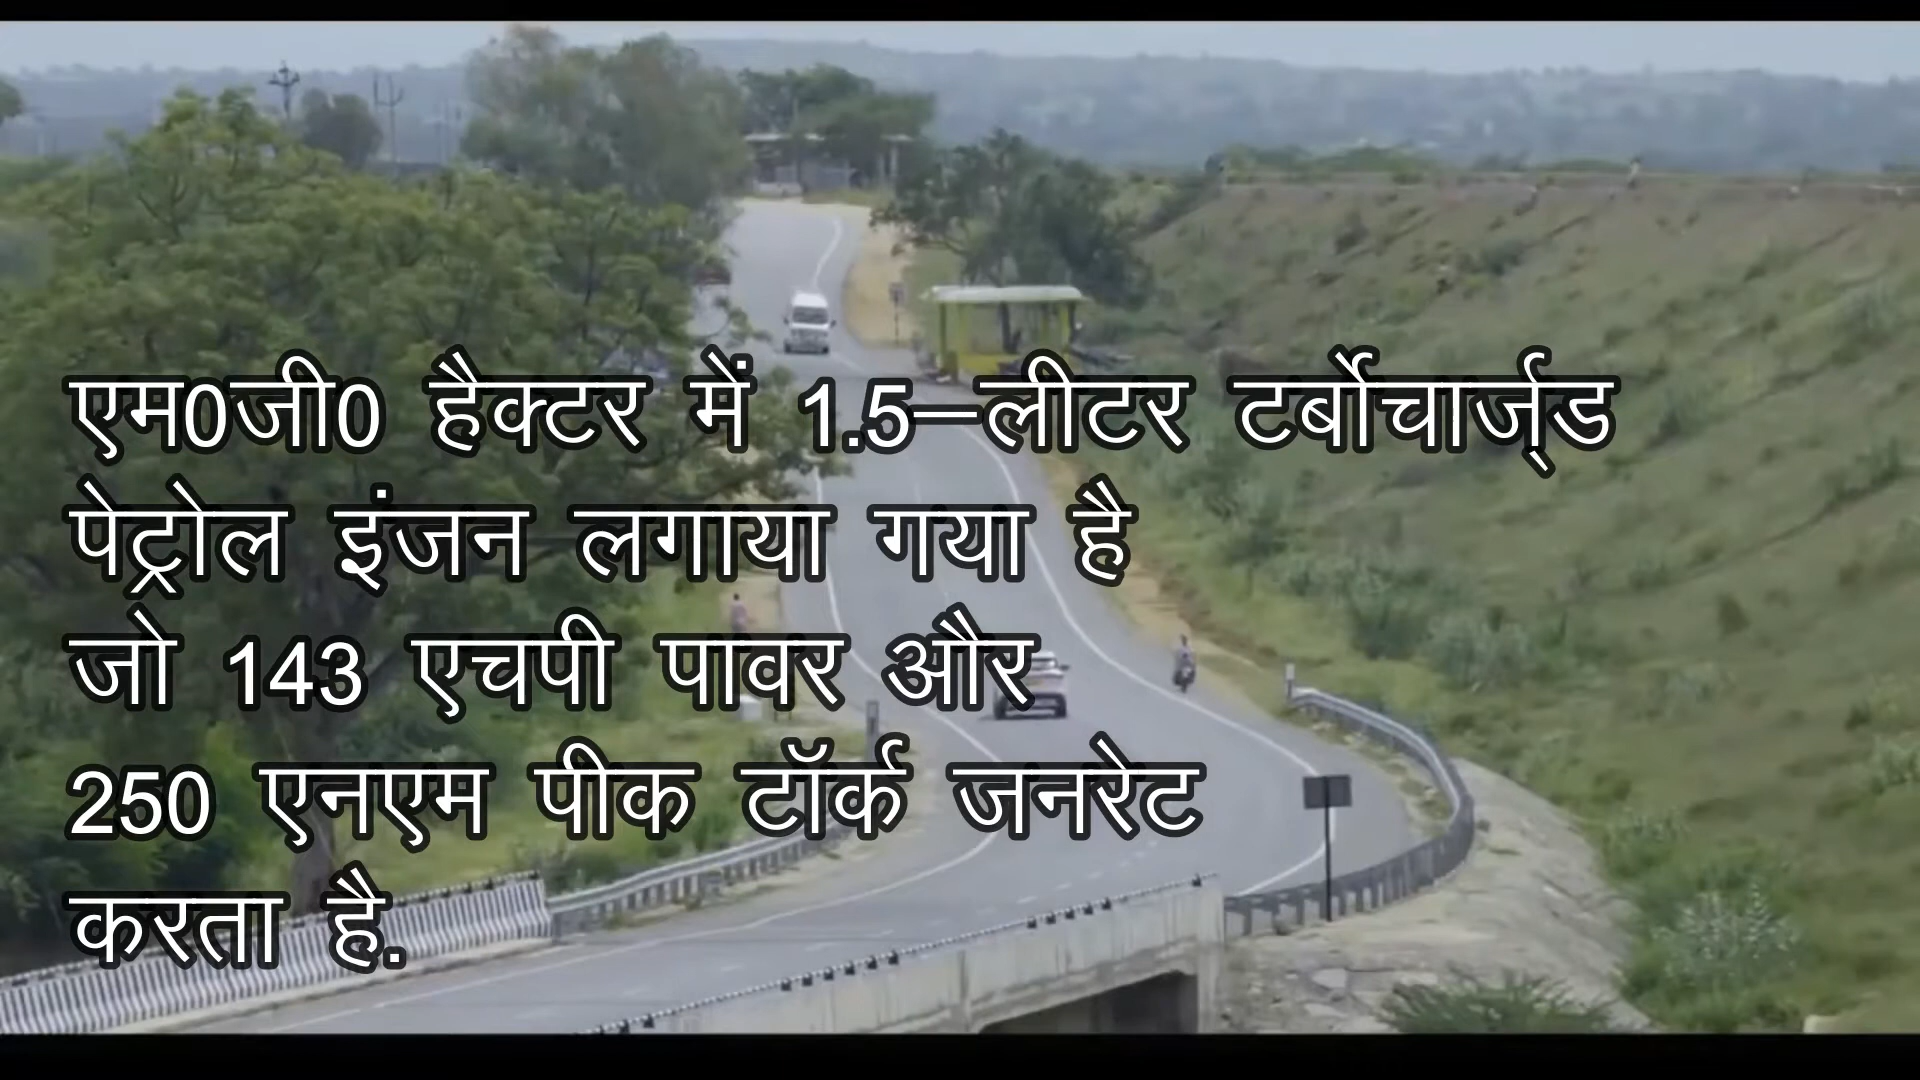 एम0जी0 हैक्टर में 1.5–लीटर टर्बोचार्ज्ड
पेट्रोल इंजन लगाया गया है
जो 143 एचपी पावर और
250 एनएम पीक टॉर्क जनरेट
करता है.